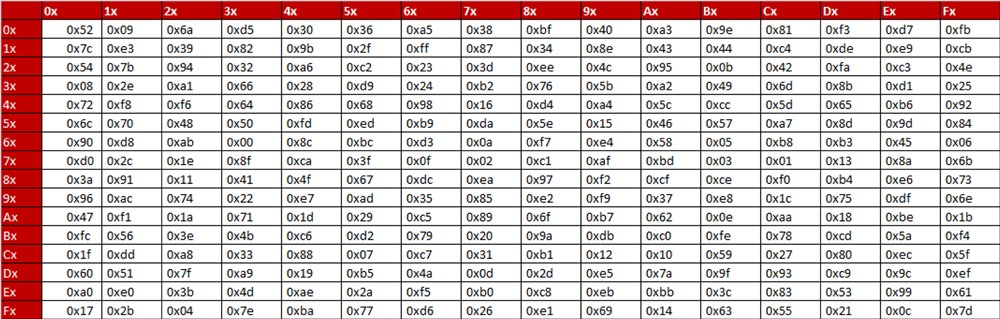 0x 1x 2x 3x 4x 5x 6x 7x 8x 9x Ax Bx Cx Dx Ex Fx
0x 0x52 0x09 0x6a 0xd5 0x30 0x36 0xa5 0x38 0xbf 0x40 0xa3 0x9e 0x81 0xf3 0xd7 0xfb
1x 0x7c 0xe3 0x39 0x82 0x9b 0x2f 0xff 0x87 0x34 0x8e 0x43 0x44 0xc4 0xde 0xe9 0xcb
2x 0x54 0x7b 0x94 0x32 0xa6 0xc2 0x23 0x3d 0xee 0x4c 0x95 0x0b 0x42 0xfa 0xc3 0x4e
3x 0x08 0x2e 0xa1 0x66 0x28 0xd9 0x24 0xb2 0x76 0x5b 0xa2 0x49 0x6d 0x8b 0xd1 0x25
4x 0x72 0xf8 0xf6 0x64 0x86 0x68 0x98 0x16 0xd4 0xa4 0x5c 0xcc 0x5d 0x65 0xb6 0x92
5x 0x6c 0x70 0x48 0x50 0xfd 0xed 0xb9 0xda 0x5e 0x15 0x46 0x57 0xa7 0x8d 0x9d 0x84
6x 0x90 0xd8 0xab 0x00 0x8c 0xbc 0xd3 0x0a 0xf7 0xe4 0x58 0x05 0xb8 0xb3 0x45 0x06
7x 0xd0 0x2c 0x1e 0x8f 0xca 0x3f 0x0f 0x02 0xc1 0xaf 0xbd 0x03 0x01 0x13 0x8a 0x6b
8x 0x3a 0x91 0x11 0x41 0x4f 0x67 0xdc 0xea 0x97 0xf2 0xcf 0xce 0xf0 0xb4 0xe6 0x73
9x 0x96 0xac 0x74 0x22 0xe7 0xad 0x35 0x85 0xe2 0xf9 0x37 0xe8 0x1c 0x75 0xdf 0x6e
Ax 0x47 0xf1 0x1a 0x71 0x1d 0x29 0xc5 0x89 0x6f 0xb7 0x62 0x0e 0xaa 0x18 0xbe 0x1b
Bx 0xfc 0x56 0x3e 0x4b 0xc6 0xd2 0x79 0x20 0x9a 0xdb 0xc0 0xfe 0x78 0xcd 0x5a 0xf4
Cx 0x1f 0xdd 0xa8 0x33 0x88 0x07 0xc7 0x31 0xb1 0x12 0x10 0x59 0x27 0x80 0xec 0x5f
Dx 0x60 0x51 0x7f 0xa9 0x19 0xb5 0x4a 0x0d 0x2d 0xe5 0x7a 0x9f 0x93 0xc9 0x9c 0xef
Ex 0xa0 0xe0 0x3b 0x4d 0xae 0x2a 0xf5 0xb0 0xc8 0xeb 0xbb 0x3c 0x83 0x53 0x99 0x61
Fx 0x17 0x2b 0x04 0x7e 0xba 0x77 0xd6 0x26 0xe1 0x69 0x14 0x63 0x55 0x21 0x0c 0x7d